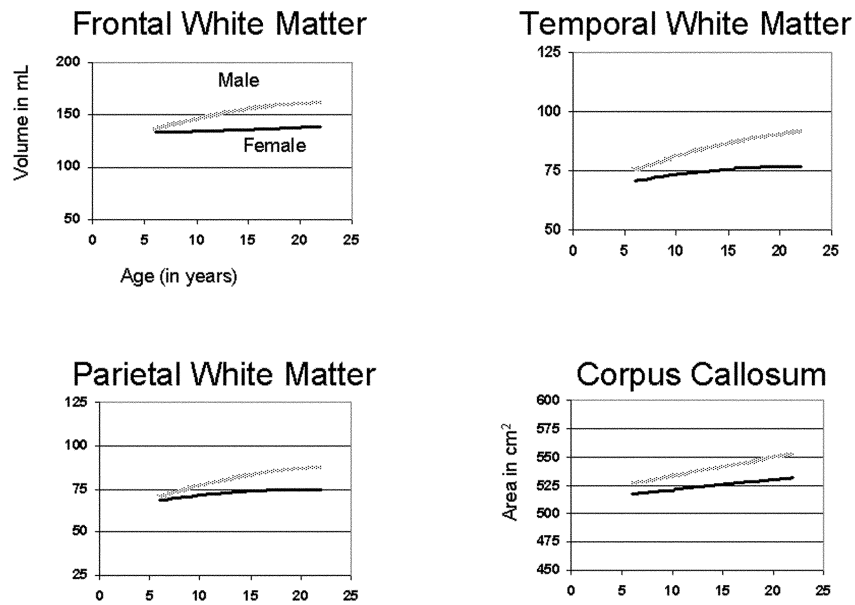 Frontal White Matter
Volume in mL
200
150
100
50
Male
Female
0 5 10 15 20 25
Age (in years)
Temporal White Matter
125
100
75
50
0 5 10 15 20 25
Parietal White Matter
125
100
75
50
25
0 5 10 15 20 25
Corpus Callosum
Area in cm²
600
575
550
525
500
475
450
0 5 10 15 20 25